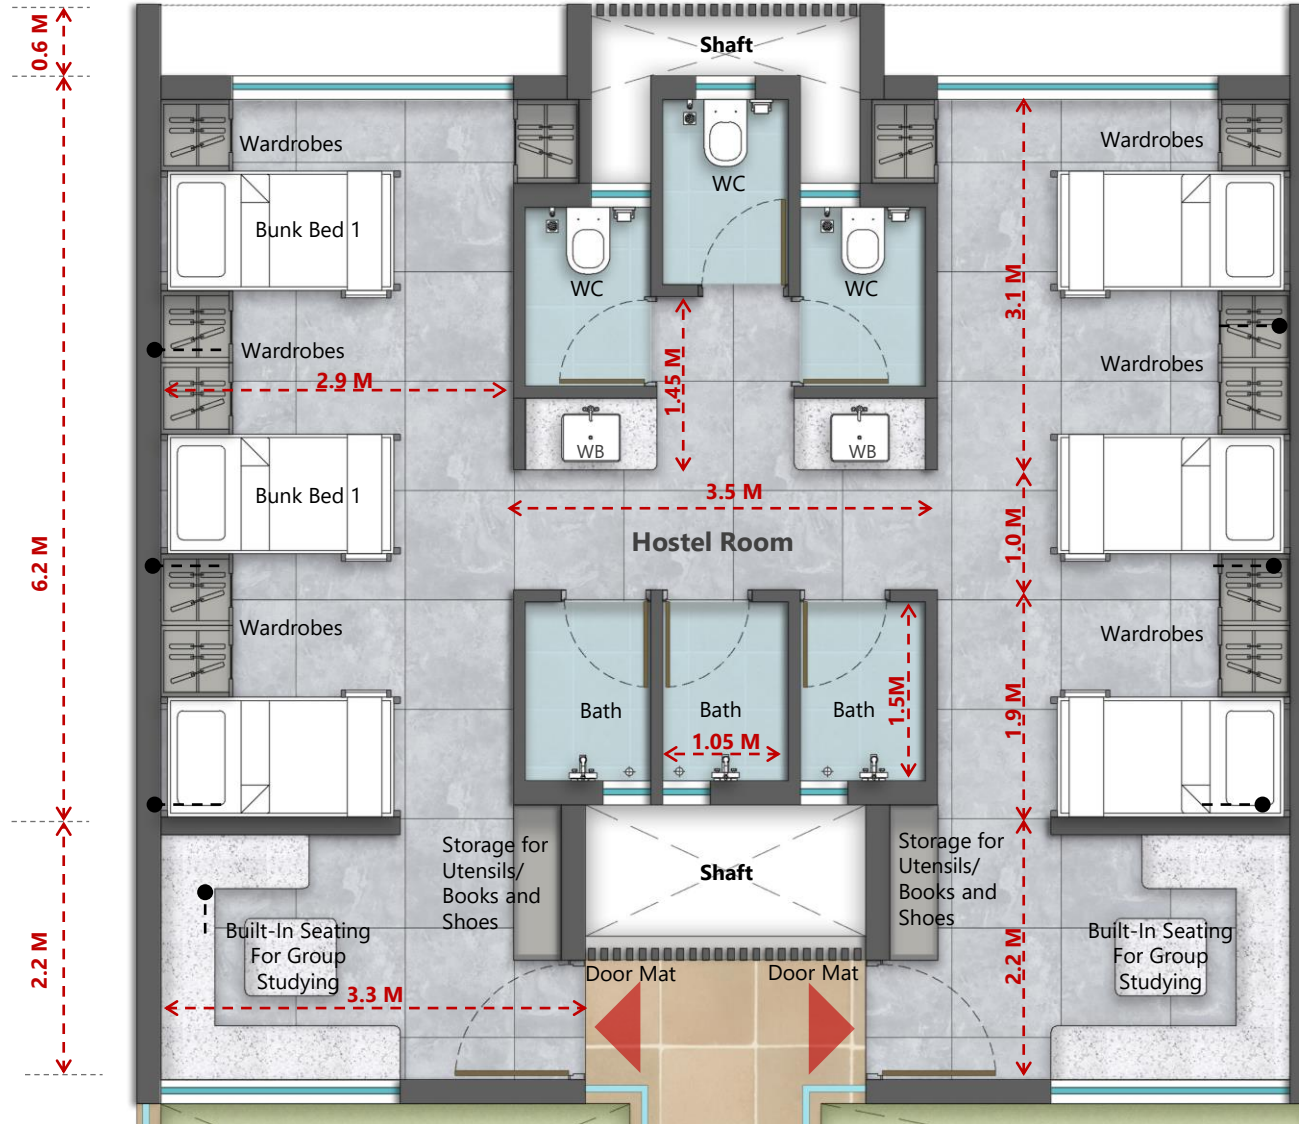 0.6 M
Shaft
Wardrobes
Wardrobes
WC
Bunk Bed 1
WC
WC
3.1 M
Wardrobes
Wardrobes
2.9 M
1.45 M
WB
WB
Bunk Bed 1
3.5 M
Hostel Room
1.0 M
6.2 M
Wardrobes
Wardrobes
Bath
Bath
Bath
1.5M
1.9 M
1.05 M
Storage for
Utensils/
Books and
Shoes
Shaft
Storage for
Utensils/
Books and
Shoes
Built-In Seating
For Group
Studying
Built-In Seating
For Group
Studying
2.2 M
2.2 M
Door Mat
Door Mat
3.3 M